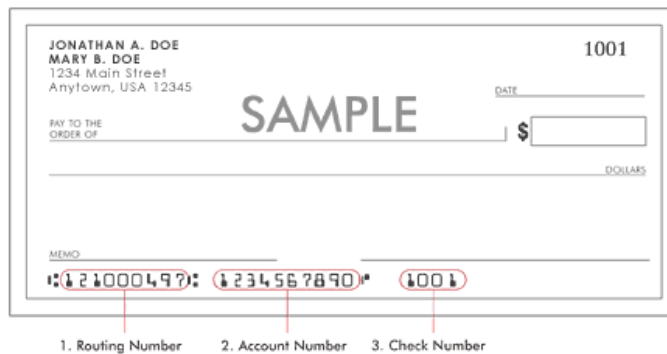 JONATHAN A. DOE
MARY B. DOE
1234 Main Street
Anytown, USA 12345
1001
SAMPLE
DATE
PAY TO THE
ORDER OF
$
DOLLARS
MEMO
⑆121000497⑆ 1234567890⑈ 1001
1. Routing Number 2. Account Number 3. Check Number